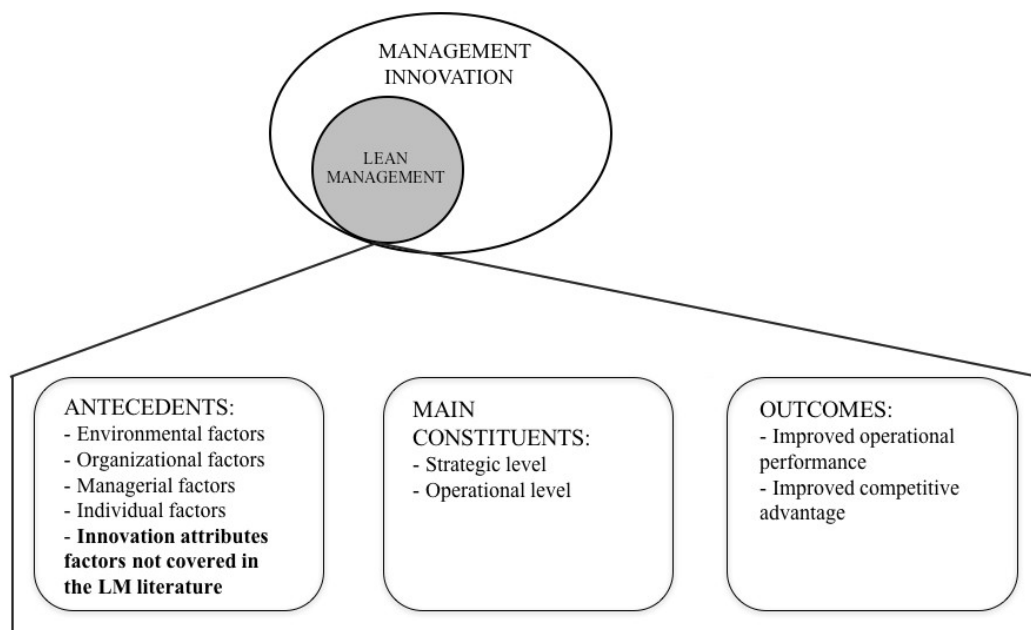 MANAGEMENT
INNOVATION
LEAN
MANAGEMENT
ANTECEDENTS:
- Environmental factors
- Organizational factors
- Managerial factors
- Individual factors
- Innovation attributes
factors not covered in
the LM literature
MAIN
CONSTITUENTS:
- Strategic level
- Operational level
OUTCOMES:
- Improved operational
performance
- Improved competitive
advantage